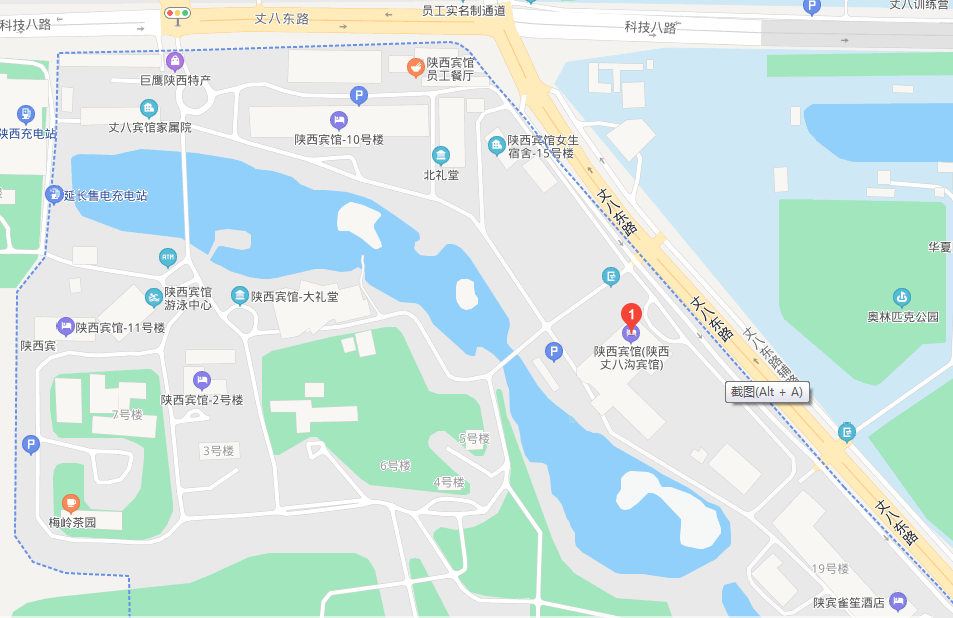 科技八路
丈八东路
员工实名制通道
科技八路
P
丈八训练营
巨鹰陕西特产
陕西宾馆
员工餐厅
P
丈八宾馆家属院
陕西宾馆-10号楼
陕西充电站
北礼堂
陕西宾馆女生
宿舍-15号楼
延长售电充电站
丈八东路
华夏
ATM
陕西宾馆
游泳中心
陕西宾馆-大礼堂
奥林匹克公园
陕西宾馆-11号楼
陕西宾
1
丈八东路
丈八东路辅路
P
陕西宾馆(陕西
丈八沟宾馆)
截图(Alt + A)
陕西宾馆-2号楼
7号楼
P
3号楼
5号楼
6号楼
4号楼
梅岭茶园
丈八东路
19号楼
陕宾雀笙酒店